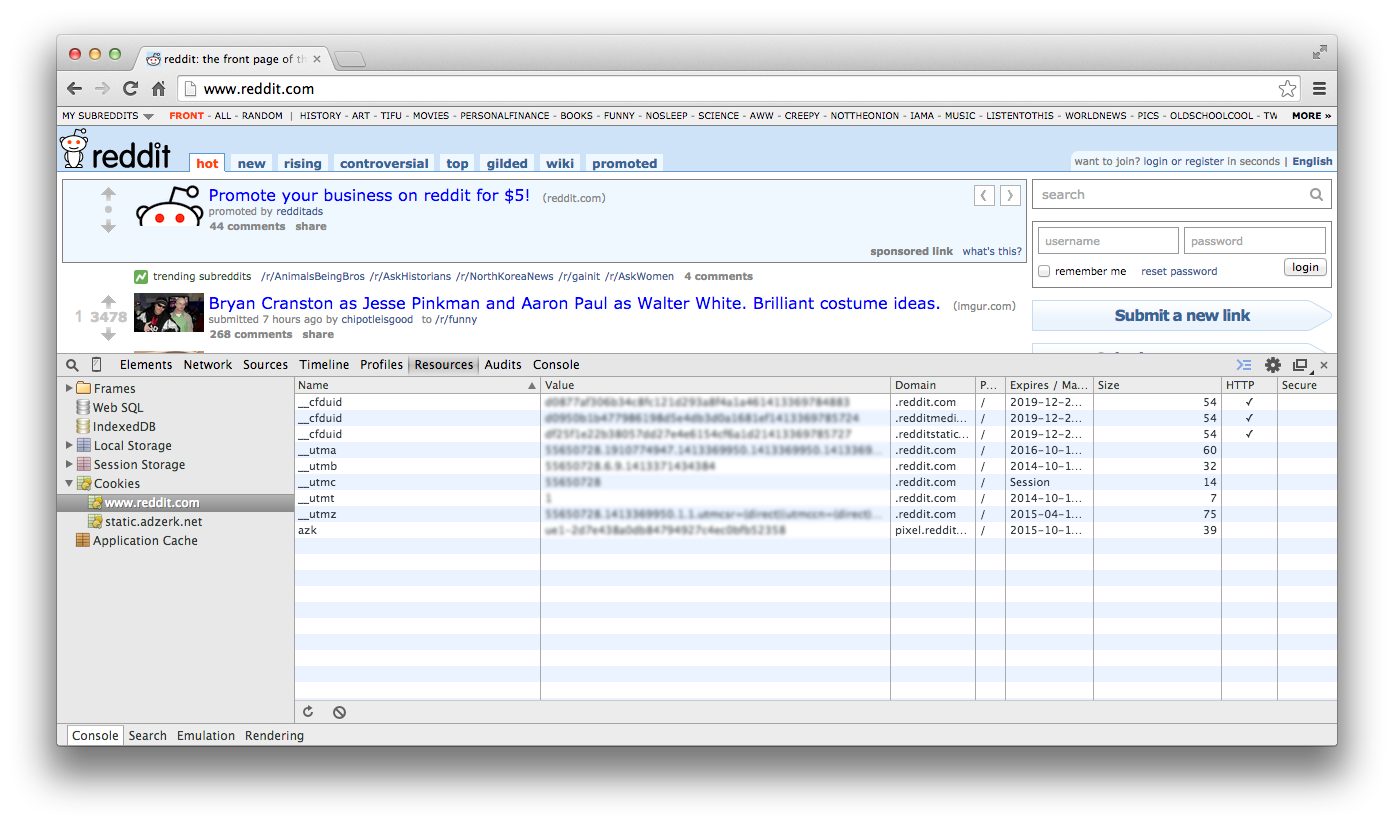 reddit: the front page of th
www.reddit.com
MY SUBREDDITS FRONT - ALL - RANDOM | HISTORY - ART - TIFU - MOVIES - PERSONALFINANCE - BOOKS - FUNNY - NOSLEEP - SCIENCE - AWW - CREEPY - NOTTHEONION - IAMA - MUSIC - LISTENTOTHIS - WORLDNEWS - PICS - OLDSCHOOLCOOL - TW MORE »
reddit hot new rising controversial top gilded wiki promoted want to join? login or register in seconds | English
Promote your business on reddit for $5! (reddit.com)
promoted by redditads
44 comments share
sponsored link what's this?
search
username password
remember me reset password login
trending subreddits /r/AnimalsBeingBros /r/AskHistorians /r/NorthKoreaNews /r/gainit /r/AskWomen 4 comments
1 3478 Bryan Cranston as Jesse Pinkman and Aaron Paul as Walter White. Brilliant costume ideas. (imgur.com)
submitted 7 hours ago by chipotleisgood to /r/funny
268 comments share
Submit a new link
Elements Network Sources Timeline Profiles Resources Audits Console
Frames
Web SQL
IndexedDB
Local Storage
Session Storage
Cookies
www.reddit.com
static.adzerk.net
Application Cache
Name Value Domain P... Expires / Ma... Size HTTP Secure
__cfduid .reddit.com / 2019-12-2... 54 ✓
__cfduid .redditmedi... / 2019-12-2... 54 ✓
__cfduid .redditstatic... / 2019-12-2... 54 ✓
__utma .reddit.com / 2016-10-1... 60
__utmb .reddit.com / 2014-10-1... 32
__utmc .reddit.com / Session 14
__utmt .reddit.com / 2014-10-1... 7
__utmz .reddit.com / 2015-04-1... 75
azk pixel.reddit... / 2015-10-1... 39
Console Search Emulation Rendering